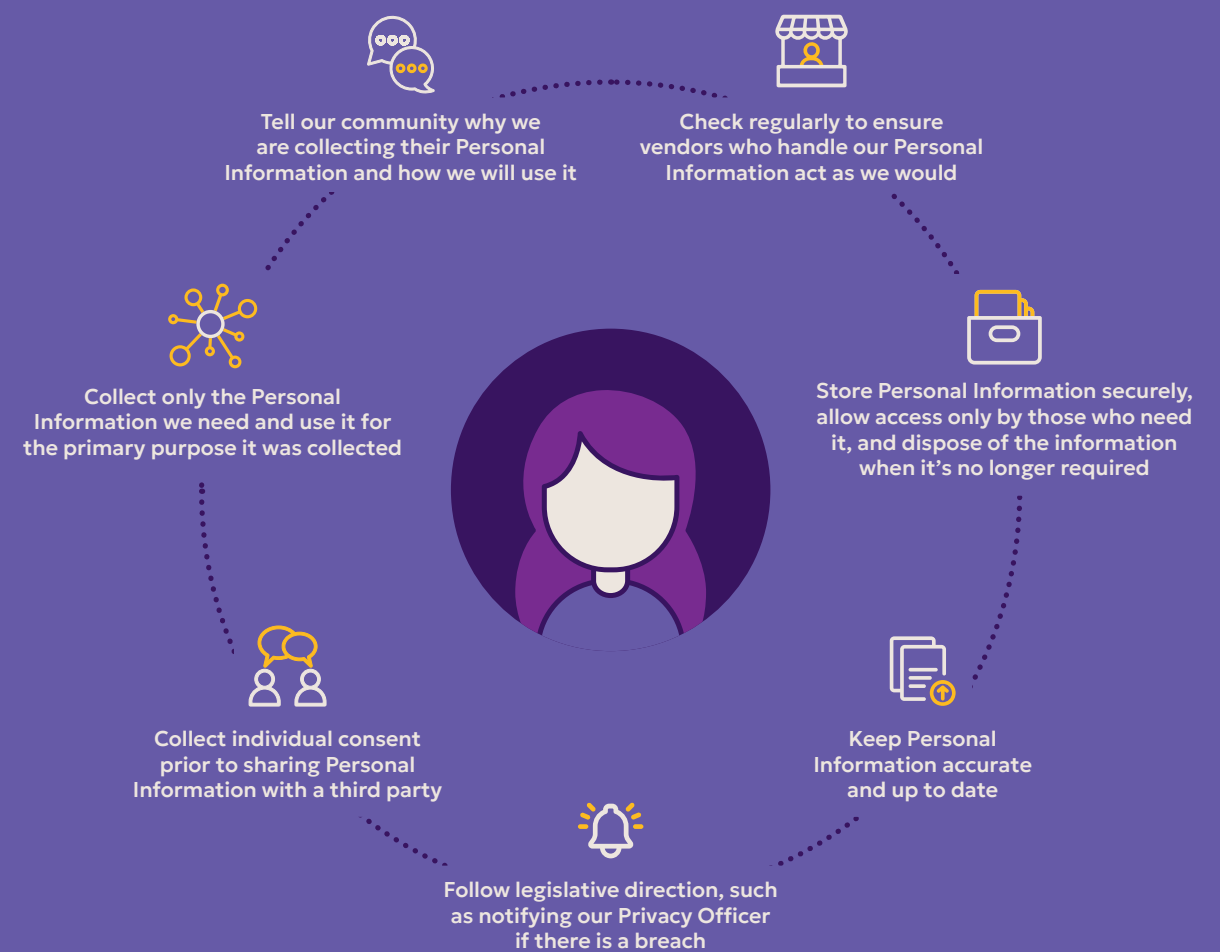 Tell our community why we
are collecting their Personal
Information and how we will use it
Check regularly to ensure
vendors who handle our Personal
Information act as we would
Collect only the Personal
Information we need and use it for
the primary purpose it was collected
Store Personal Information securely,
allow access only by those who need
it, and dispose of the information
when it’s no longer required
Collect individual consent
prior to sharing Personal
Information with a third party
Keep Personal
Information accurate
and up to date
Follow legislative direction, such
as notifying our Privacy Officer
if there is a breach